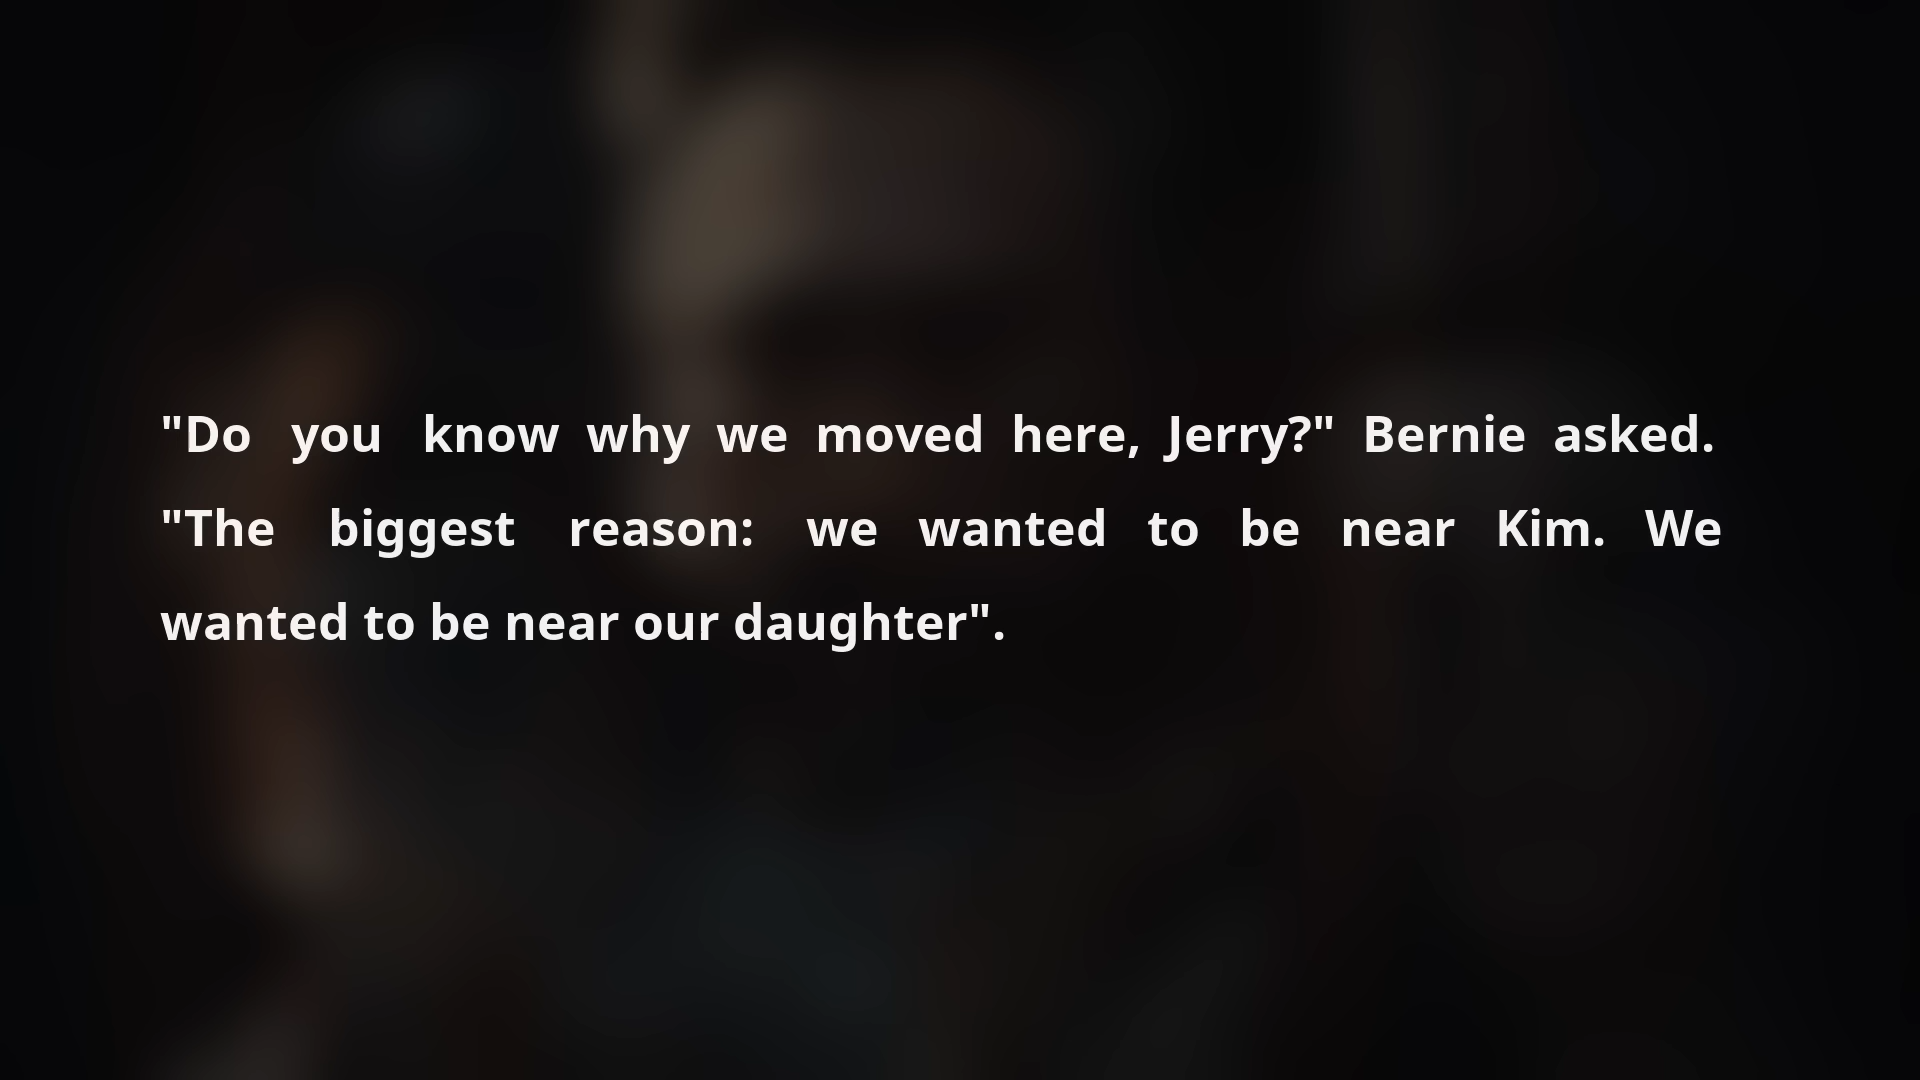 "Do you know why we moved here, Jerry?" Bernie asked.
"The biggest reason: we wanted to be near Kim. We
wanted to be near our daughter".